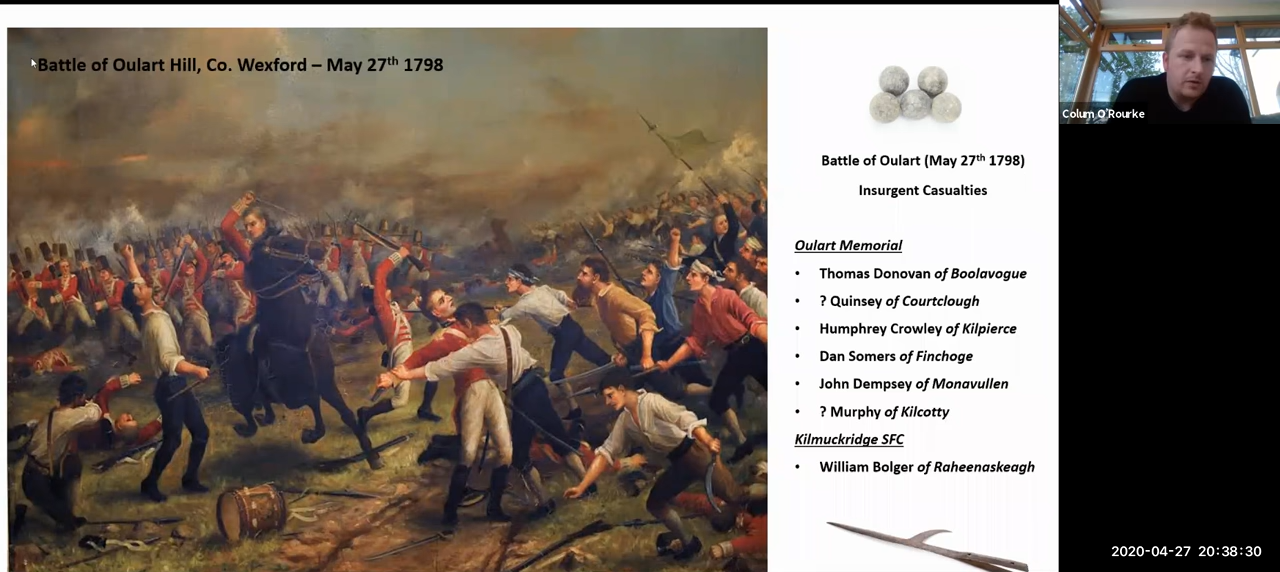 Battle of Oulart Hill, Co. Wexford – May 27th 1798
Battle of Oulart (May 27th 1798)
Insurgent Casualties
Oulart Memorial
• Thomas Donovan of Boolavogue
• ? Quinsey of Courtclough
• Humphrey Crowley of Kilpierce
• Dan Somers of Finchoge
• John Dempsey of Monavullen
• ? Murphy of Kilcotty
Kilmuckridge SFC
• William Bolger of Raheenaskeagh
Colum O'Rourke
2020-04-27 20:38:30